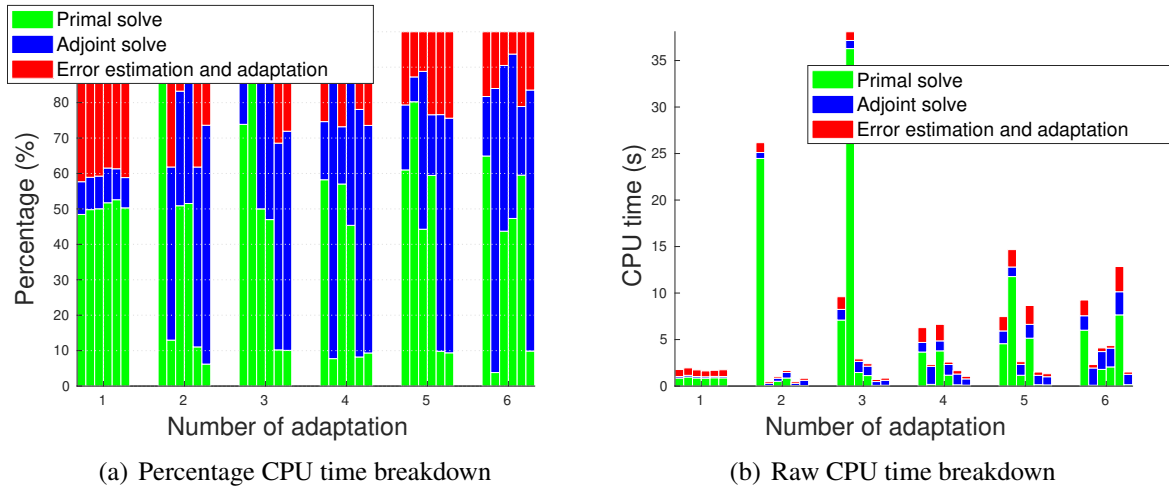 Primal solve
Adjoint solve
Error estimation and adaptation
80
70
60
50
40
30
20
10
0
Percentage (%)
1 2 3 4 5 6
Number of adaptation
(a) Percentage CPU time breakdown
35
30
25
20
15
10
5
0
CPU time (s)
Primal solve
Adjoint solve
Error estimation and adaptation
1 2 3 4 5 6
Number of adaptation
(b) Raw CPU time breakdown